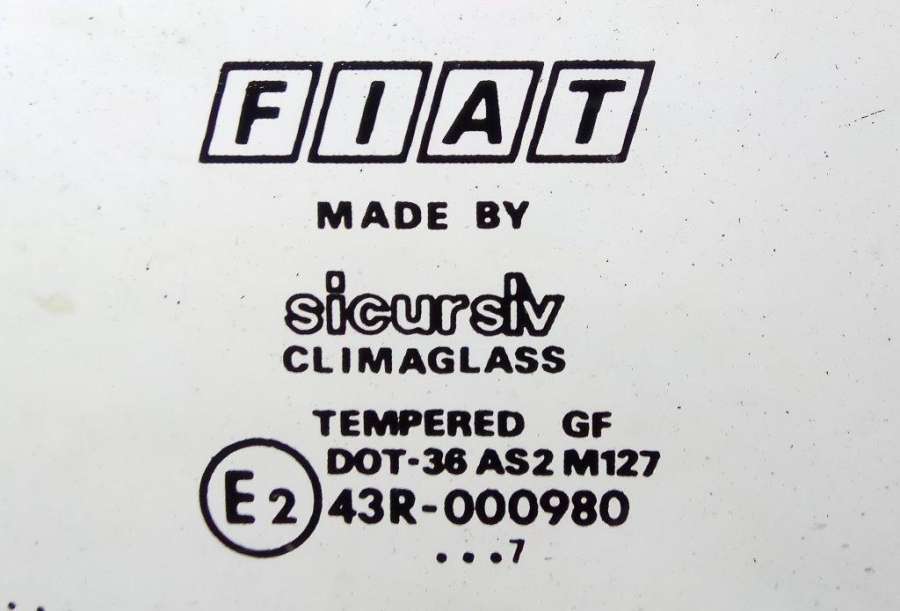 FIAT
MADE BY
sicursiv
CLIMAGLASS
TEMPERED GF
DOT-36 AS2 M127
E2 43R-000980
...7